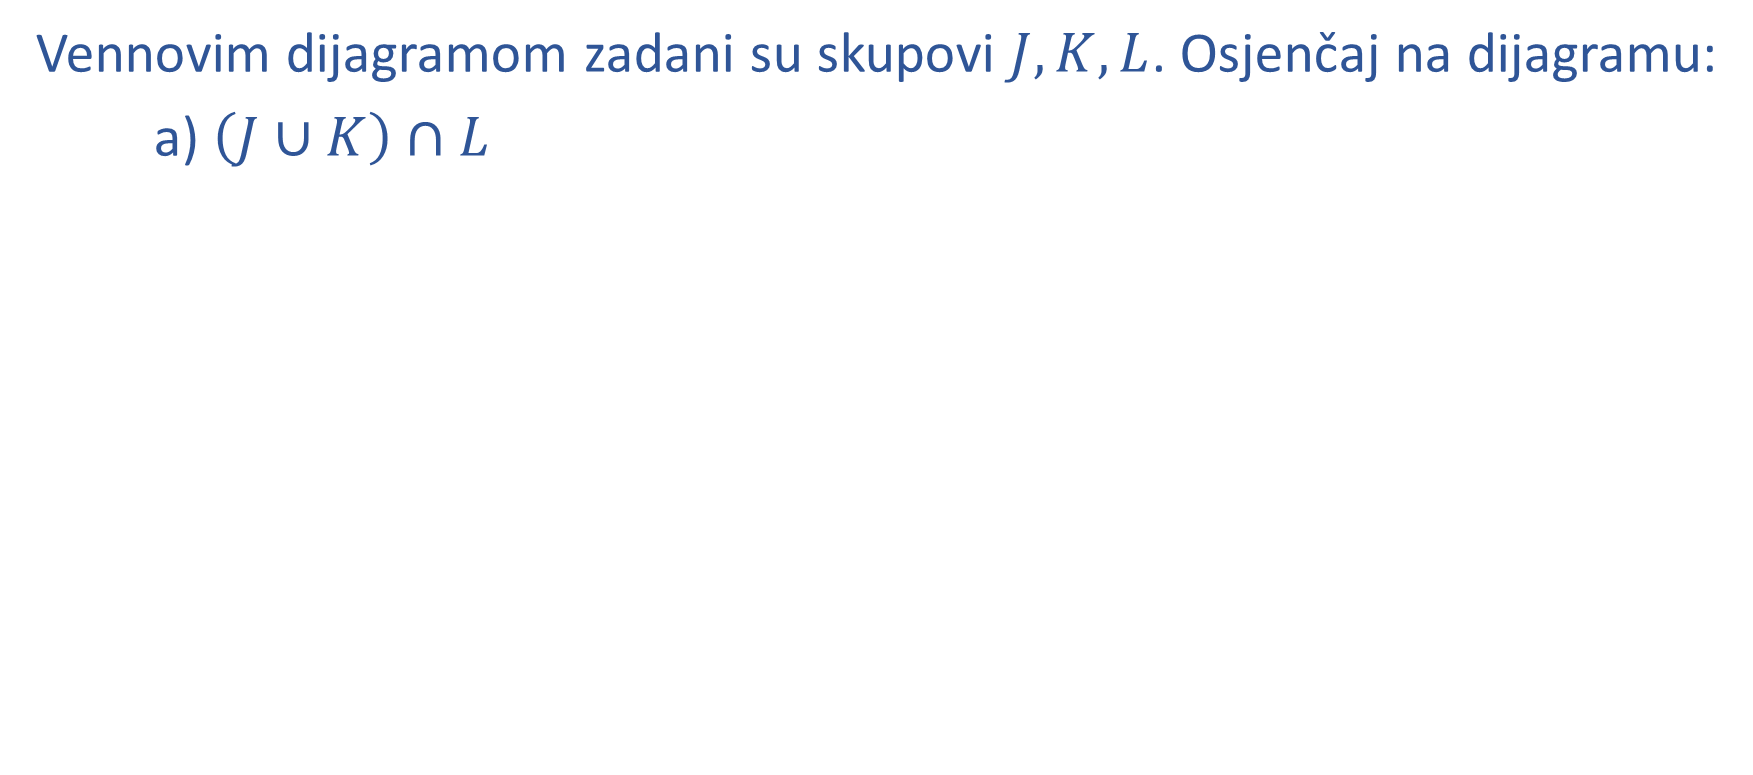 Vennovim dijagramom zadani su skupovi J, K, L. Osjenčaj na dijagramu:
a) (J ∪ K) ∩ L